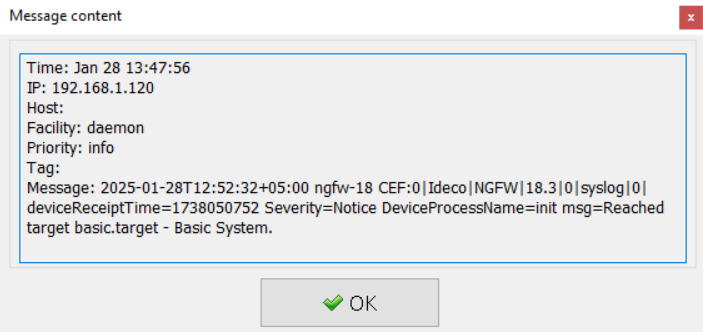 Message content
x
Time: Jan 28 13:47:56
IP: 192.168.1.120
Host:
Facility: daemon
Priority: info
Tag:
Message: 2025-01-28T12:52:32+05:00 ngfw-18 CEF:0|Ideco|NGFW|18.3|0|syslog|0|
deviceReceiptTime=1738050752 Severity=Notice DeviceProcessName=init msg=Reached
target basic.target - Basic System.
OK